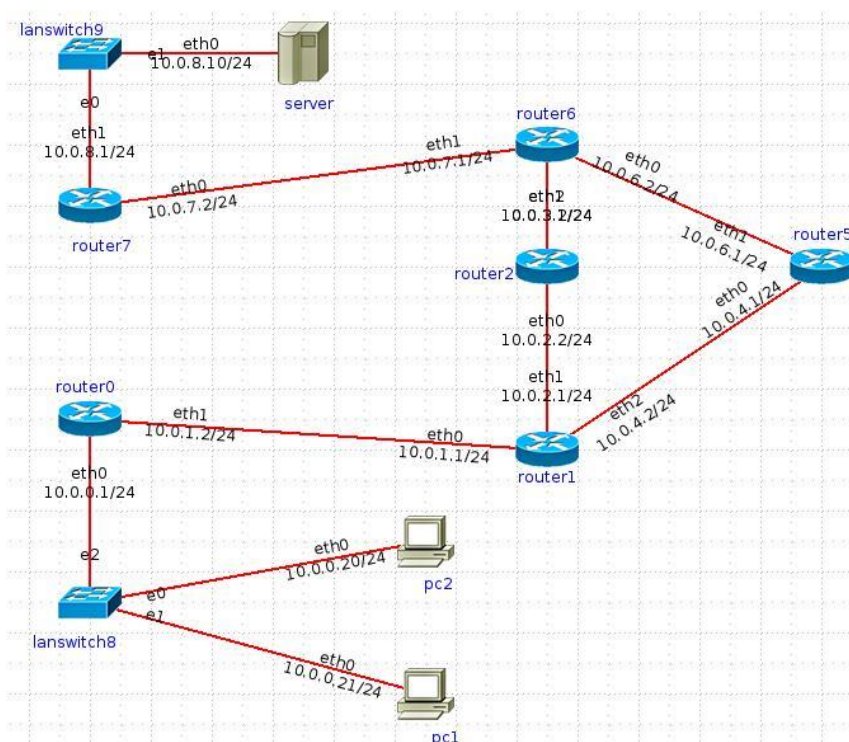 lanswitch9
e1
eth0
10.0.8.10/24
server
e0
eth1
10.0.8.1/24
router7
eth0
10.0.7.2/24
eth1
10.0.7.1/24
router6
eth0
10.0.6.2/24
10.0.3.
/24
router2
eth1
10.0.6.1/24
router5
eth0
10.0.4.1/24
eth0
10.0.2.2/24
eth1
10.0.2.1/24
eth2
10.0.4.2/24
router0
eth1
10.0.1.2/24
eth0
10.0.1.1/24
router1
eth0
10.0.0.1/24
e2
lanswitch8
e0
e1
eth0
10.0.0.20/24
pc2
eth0
10.0.0.21/24
pc1